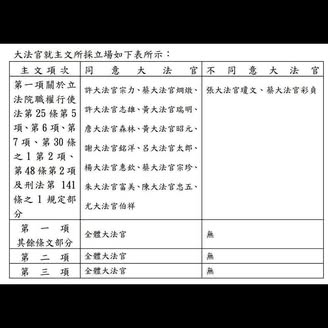 大法官就主文所採立場如下表所示：
主文項次 同意大法官 不同意大法官
第一項關於立
法院職權行使
法第25條第5
項、第6項、第
7項、第30條
之1第2項、
第48條第2項
及刑法第141
條之1規定部
分
許大法官宗力、蔡大法官烱燉、
許大法官志雄、黃大法官瑞明、
詹大法官森林、黃大法官昭元、
謝大法官銘洋、呂大法官太郎、
楊大法官惠欽、蔡大法官宗珍、
朱大法官富美、陳大法官忠五、
尤大法官伯祥
張大法官瓊文、蔡大法官彩貞
第一項
其餘條文部分
全體大法官
無
第二項 全體大法官 無
第三項 全體大法官 無